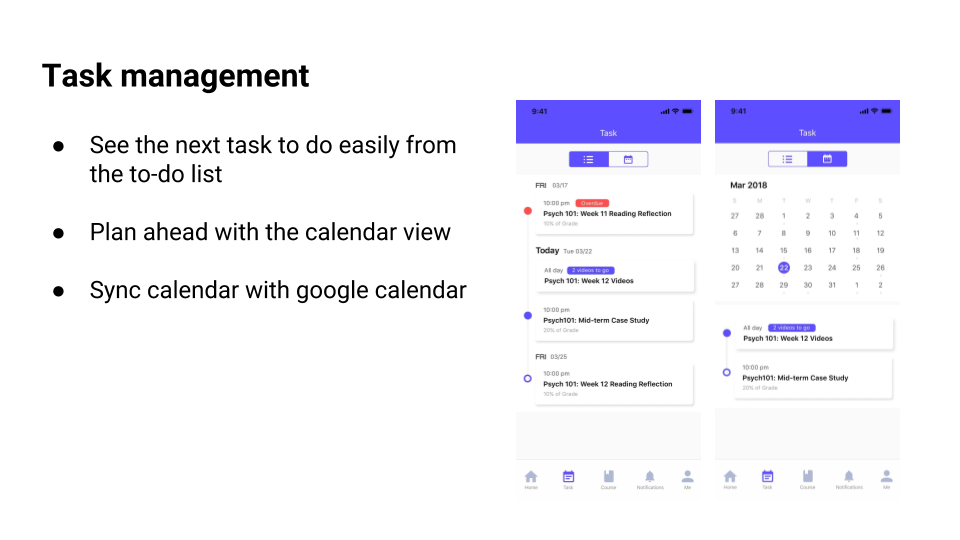 Task management
● See the next task to do easily from
the to-do list
● Plan ahead with the calendar view
● Sync calendar with google calendar
9:41
Task
FRI 03/17
10:00 pm Overdue
Psych 101: Week 11 Reading Reflection
10% of Grade
Today Tue 03/22
All day 2 videos to go
Psych 101: Week 12 Videos
10:00 pm
Psych101: Mid-term Case Study
20% of Grade
FRI 03/25
10:00 pm
Psych 101: Week 12 Reading Reflection
10% of Grade
Home Task Course Notifications Me
9:41
Task
Mar 2018
S M T W T F S
27 28 1 2 3 4 5
6 7 8 9 10 11 12
13 14 15 16 17 18 19
20 21 22 23 24 25 26
27 28 29 30 31 1 2
All day 2 videos to go
Psych 101: Week 12 Videos
10:00 pm
Psych101: Mid-term Case Study
20% of Grade
Home Task Course Notifications Me